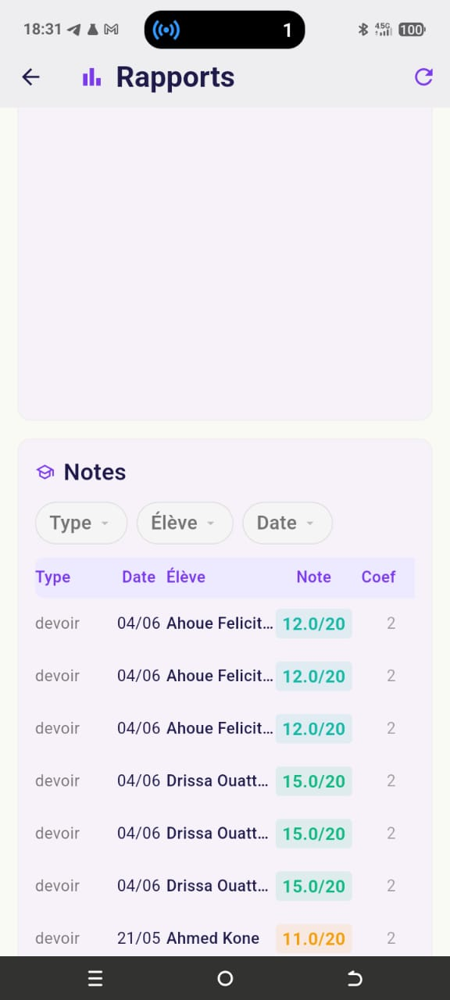 18:31 1 4.5G 100
Rapports
Notes
Type Élève Date
Type Date Élève Note Coef
devoir 04/06 Ahoue Felicit... 12.0/20 2
devoir 04/06 Ahoue Felicit... 12.0/20 2
devoir 04/06 Ahoue Felicit... 12.0/20 2
devoir 04/06 Drissa Ouatt... 15.0/20 2
devoir 04/06 Drissa Ouatt... 15.0/20 2
devoir 04/06 Drissa Ouatt... 15.0/20 2
devoir 21/05 Ahmed Kone 11.0/20 2